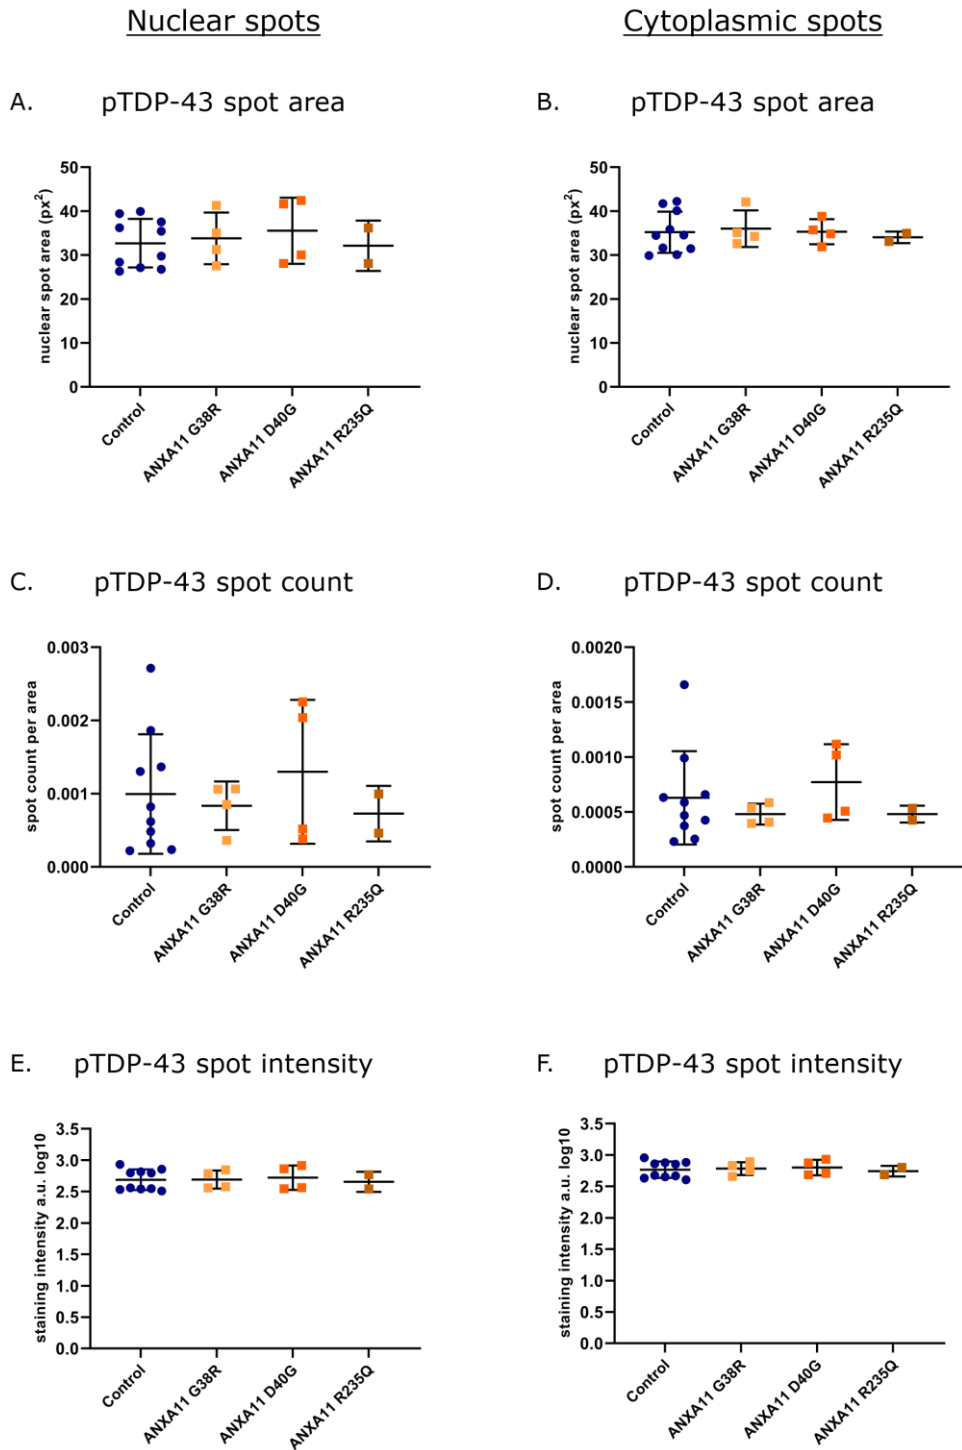 Nuclear spots
Cytoplasmic spots
A. pTDP-43 spot area
nuclear spot area (px²)
50
40
30
20
10
0
Control
ANXA11 G38R
ANXA11 D40G
ANXA11 R235Q
B. pTDP-43 spot area
nuclear spot area (px²)
50
40
30
20
10
0
Control
ANXA11 G38R
ANXA11 D40G
ANXA11 R235Q
C. pTDP-43 spot count
spot count per area
0.003
0.002
0.001
0.000
Control
ANXA11 G38R
ANXA11 D40G
ANXA11 R235Q
D. pTDP-43 spot count
spot count per area
0.0020
0.0015
0.0010
0.0005
0.0000
Control
ANXA11 G38R
ANXA11 D40G
ANXA11 R235Q
E. pTDP-43 spot intensity
staining intensity a.u. log10
3.5
3.0
2.5
2.0
1.5
1.0
0.5
0.0
Control
ANXA11 G38R
ANXA11 D40G
ANXA11 R235Q
F. pTDP-43 spot intensity
staining intensity a.u. log10
3.5
3.0
2.5
2.0
1.5
1.0
0.5
0.0
Control
ANXA11 G38R
ANXA11 D40G
ANXA11 R235Q